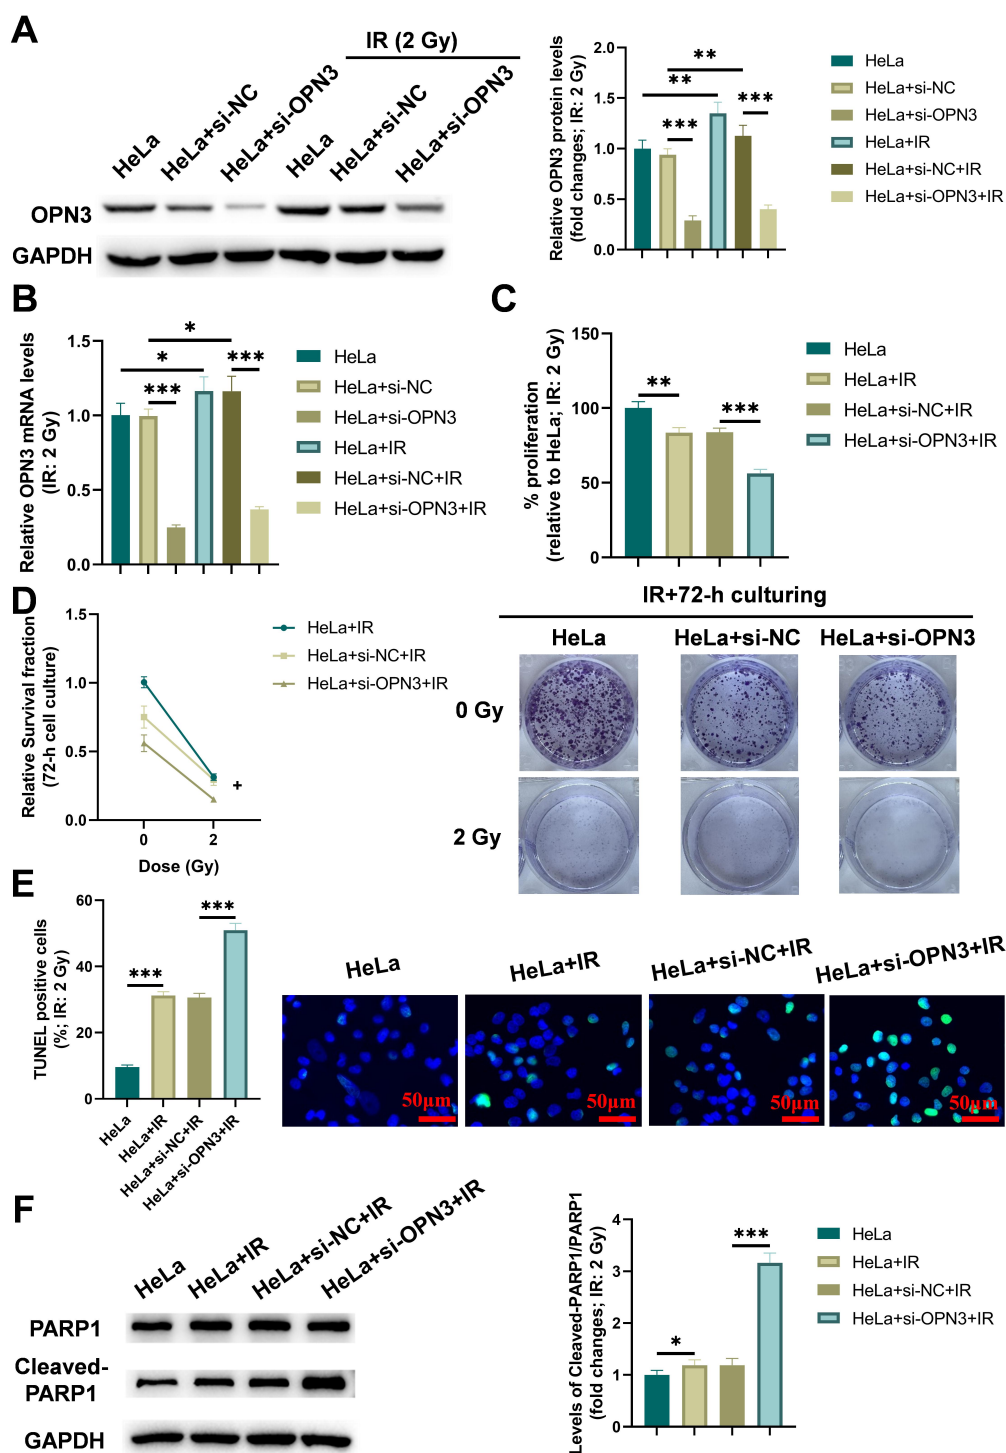 A
IR (2 Gy)
HeLa
HeLa+si-NC
HeLa+si-OPN3
HeLa
HeLa+si-NC
HeLa+si-OPN3
OPN3
GAPDH
Relative OPN3 protein levels
(fold changes; IR: 2 Gy)
2.0
1.5
1.0
0.5
0.0
**
**
***
***
HeLa
HeLa+si-NC
HeLa+si-OPN3
HeLa+IR
HeLa+si-NC+IR
HeLa+si-OPN3+IR
B
Relative OPN3 mRNA levels
(IR: 2 Gy)
1.5
1.0
0.5
0.0
*
*
***
***
HeLa
HeLa+si-NC
HeLa+si-OPN3
HeLa+IR
HeLa+si-NC+IR
HeLa+si-OPN3+IR
C
% proliferation
(relative to HeLa; IR: 2 Gy)
150
100
50
0
**
***
HeLa
HeLa+IR
HeLa+si-NC+IR
HeLa+si-OPN3+IR
D
Relative Survival fraction
(72-h cell culture)
1.5
1.0
0.5
0.0
0
2
Dose (Gy)
+
HeLa+IR
HeLa+si-NC+IR
HeLa+si-OPN3+IR
IR+72-h culturing
HeLa
HeLa+si-NC
HeLa+si-OPN3
0 Gy
2 Gy
E
TUNEL positive cells
(%; IR: 2 Gy)
60
40
20
0
***
***
HeLa
HeLa+IR
HeLa+si-NC+IR
HeLa+si-OPN3+IR
HeLa
HeLa+IR
HeLa+si-NC+IR
HeLa+si-OPN3+IR
50μm
50μm
50μm
50μm
F
HeLa
HeLa+IR
HeLa+si-NC+IR
HeLa+si-OPN3+IR
PARP1
Cleaved-
PARP1
GAPDH
Levels of Cleaved-PARP1/PARP1
(fold changes; IR: 2 Gy)
4
3
2
1
0
*
***
HeLa
HeLa+IR
HeLa+si-NC+IR
HeLa+si-OPN3+IR